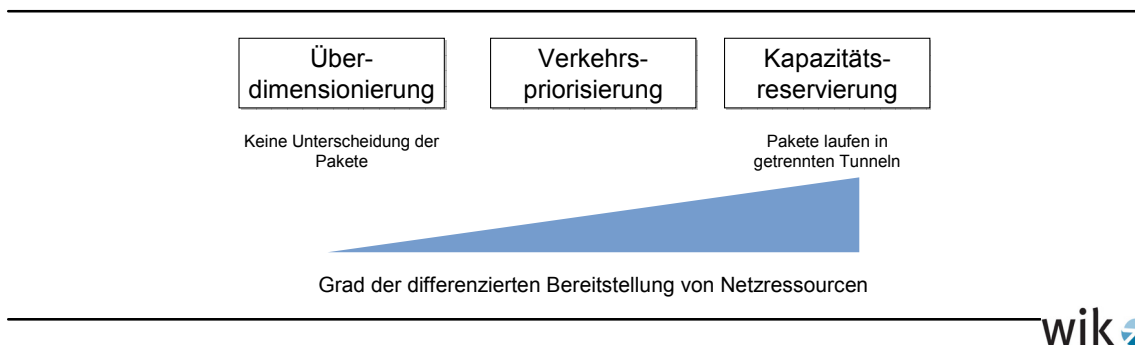 Über-
dimensionierung
Verkehrs-
priorisierung
Kapazitäts-
reservierung
Keine Unterscheidung der
Pakete
Pakete laufen in
getrennten Tunneln
Grad der differenzierten Bereitstellung von Netzressourcen
wik